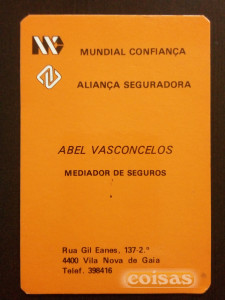 MUNDIAL CONFIANÇA
ALIANÇA SEGURADORA
ABEL VASCONCELOS
MEDIADOR DE SEGUROS
Rua Gil Eanes, 137-2.º
4400 Vila Nova de Gaia
Telef. 398416
coisas